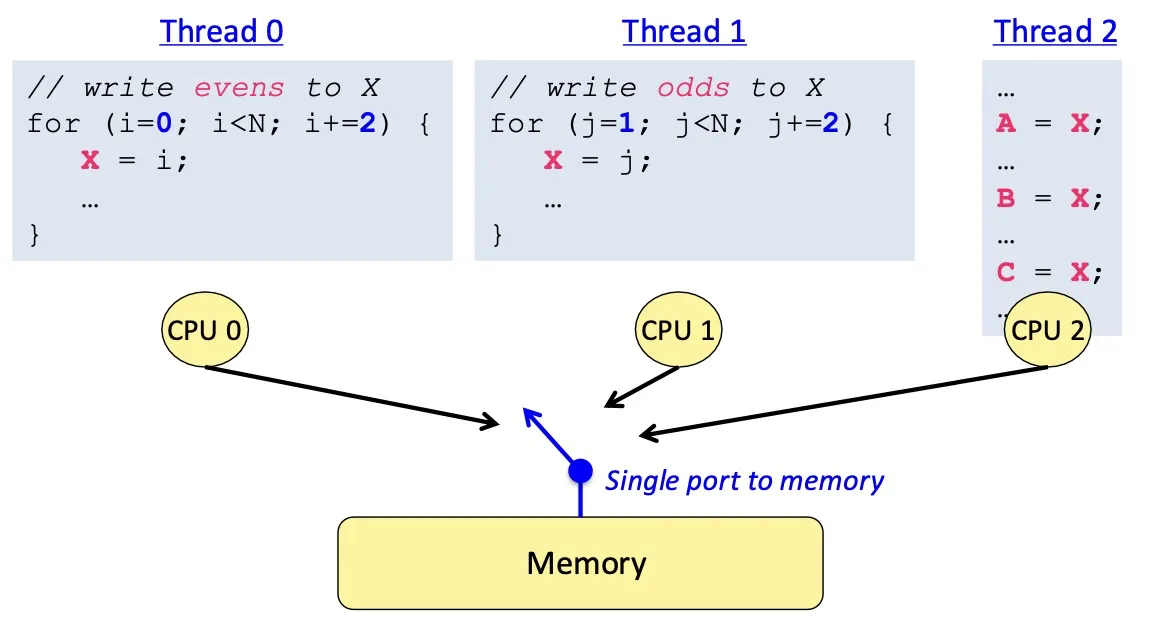 Thread 0
// write evens to X
for (i=0; i<N; i+=2) {
X = i;
…
}
Thread 1
// write odds to X
for (j=1; j<N; j+=2) {
X = j;
…
}
Thread 2
…
A = X;
…
B = X;
…
C = X;
…
CPU 0
CPU 1
CPU 2
Single port to memory
Memory